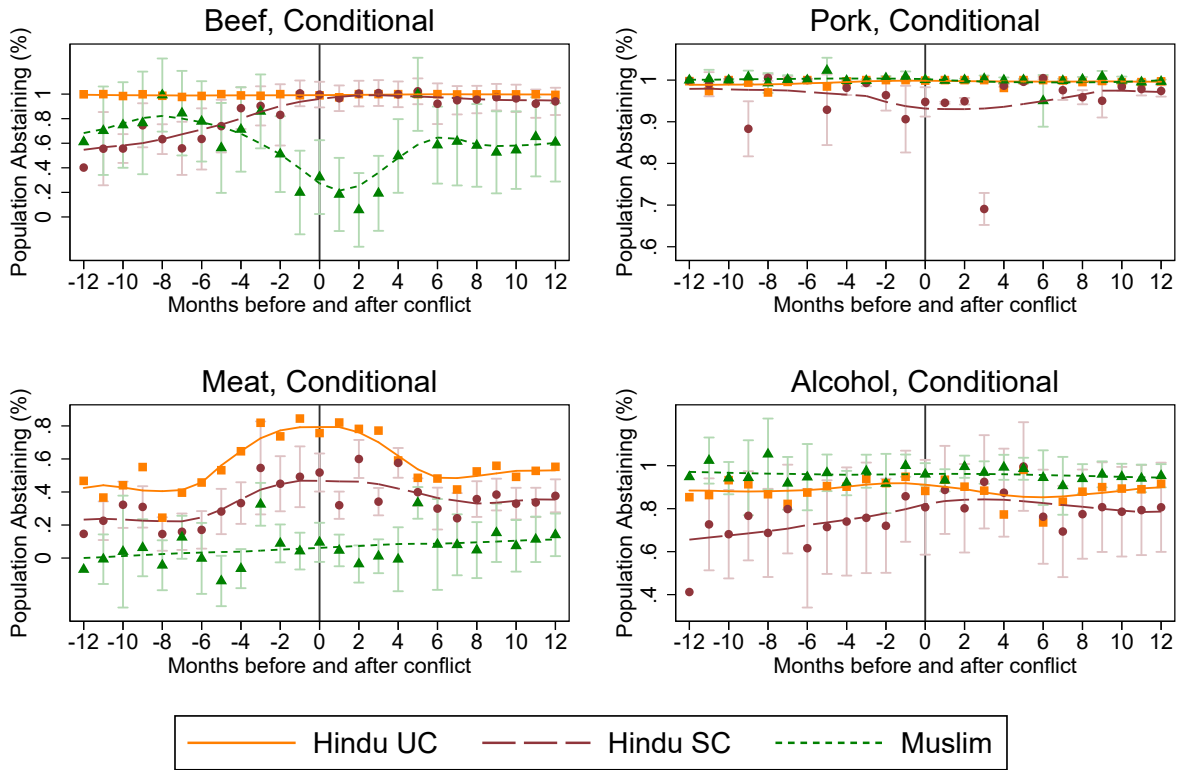 Beef, Conditional
Population Abstaining (%)
0 .2 .4 .6 .8 1
-12 -10 -8 -6 -4 -2 0 2 4 6 8 10 12
Months before and after conflict
Pork, Conditional
Population Abstaining (%)
.6 .7 .8 .9 1
-12 -10 -8 -6 -4 -2 0 2 4 6 8 10 12
Months before and after conflict
Meat, Conditional
Population Abstaining (%)
0 .2 .4 .6 .8
-12 -10 -8 -6 -4 -2 0 2 4 6 8 10 12
Months before and after conflict
Alcohol, Conditional
Population Abstaining (%)
.4 .6 .8 1
-12 -10 -8 -6 -4 -2 0 2 4 6 8 10 12
Months before and after conflict
Hindu UC Hindu SC Muslim